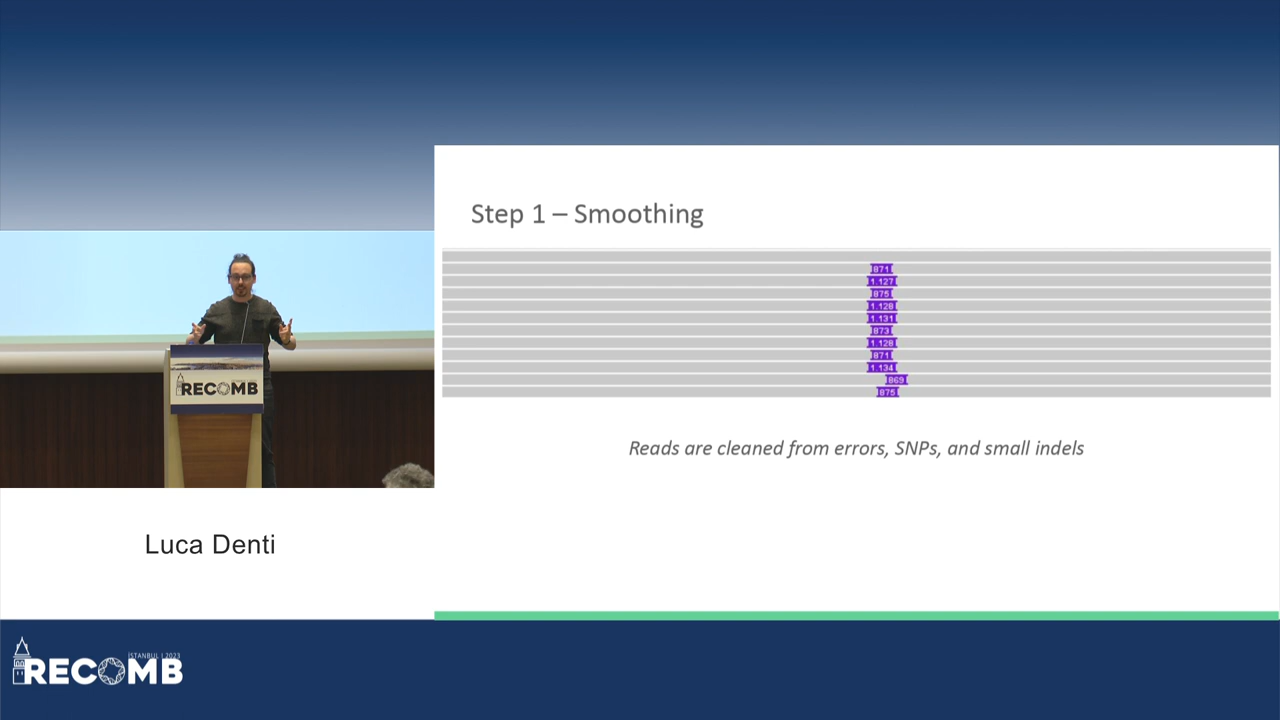 Step 1 – Smoothing
871
1.127
875
1.128
1.131
873
1.128
871
1.134
869
875
Reads are cleaned from errors, SNPs, and small indels
RECOMB
Luca Denti
İSTANBUL | 2023
RECOMB